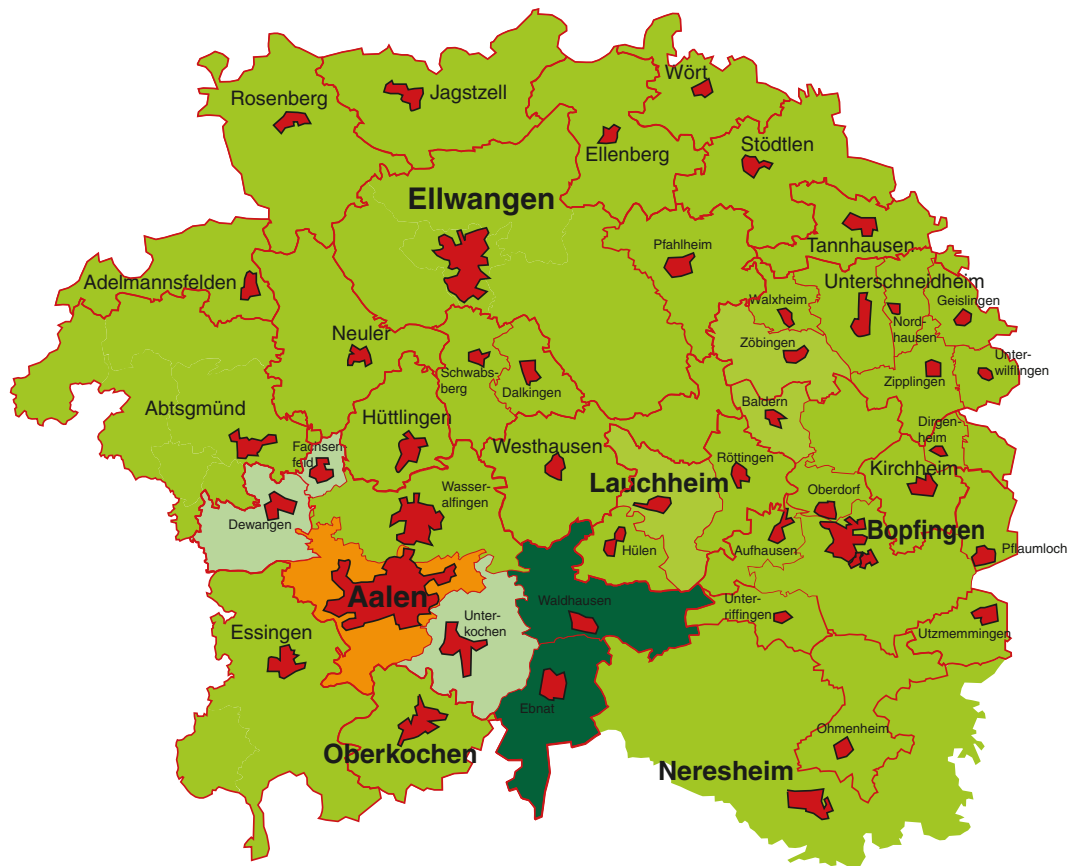 Wört
Rosenberg
Jagstzell
Ellenberg
Stödtlen
Ellwangen
Pfahlheim
Tannhausen
Adelmannsfelden
Unterschneidheim
Walxheim
Geislingen
Nord-
hausen
Neuler
Zöbingen
Schwabs-
berg
Dalkingen
Zipplingen
Unter-
wilflingen
Abtsgmünd
Hüttlingen
Baldern
Dirgen-
heim
Fachsen
feld
Westhausen
Röttingen
Kirchheim
Lauchheim
Wasser-
alfingen
Oberdorf
Dewangen
Bopfingen
Hülen
Aufhausen
Pflaumloch
Aalen
Waldhausen
Unter-
riffingen
Unter-
kochen
Essingen
Utzmemmingen
Ebnat
Ohmenheim
Oberkochen
Neresheim